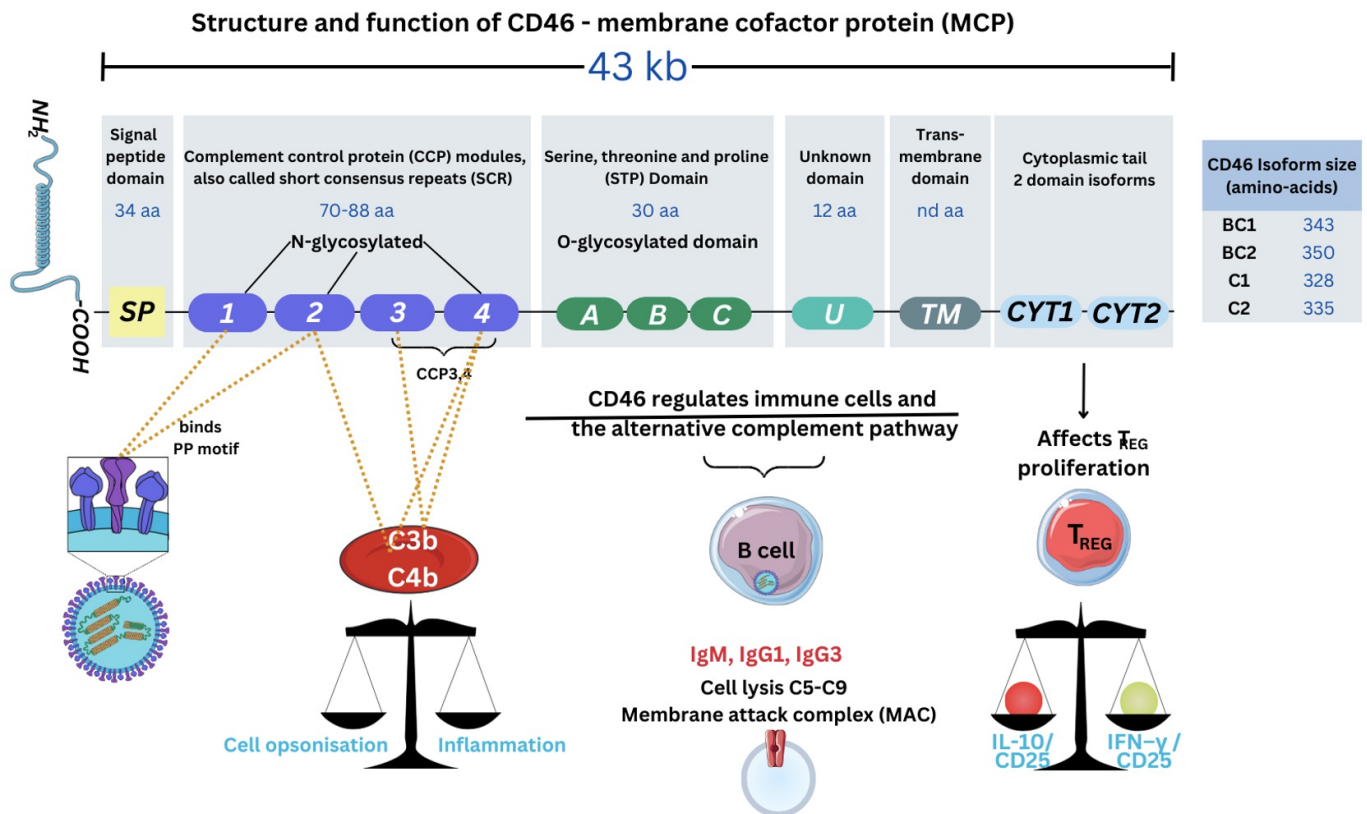 Structure and function of CD46 - membrane cofactor protein (MCP)
43 kb
NH2
COOH
Signal
peptide
domain
34 aa
Complement control protein (CCP) modules,
also called short consensus repeats (SCR)
70-88 aa
N-glycosylated
Serine, threonine and proline
(STP) Domain
30 aa
O-glycosylated domain
Unknown
domain
12 aa
Trans-
membrane
domain
nd aa
Cytoplasmic tail
2 domain isoforms
CD46 Isoform size
(amino-acids)
BC1 343
BC2 350
C1 328
C2 335
SP 1 2 3 4 A B C U TM CYT1 CYT2
CCP3,4
binds
PP motif
C3b
C4b
Cell opsonisation
Inflammation
CD46 regulates immune cells and
the alternative complement pathway
B cell
IgM, IgG1, IgG3
Cell lysis C5-C9
Membrane attack complex (MAC)
Affects TREG
proliferation
TREG
IL-10/
CD25
IFN-γ /
CD25